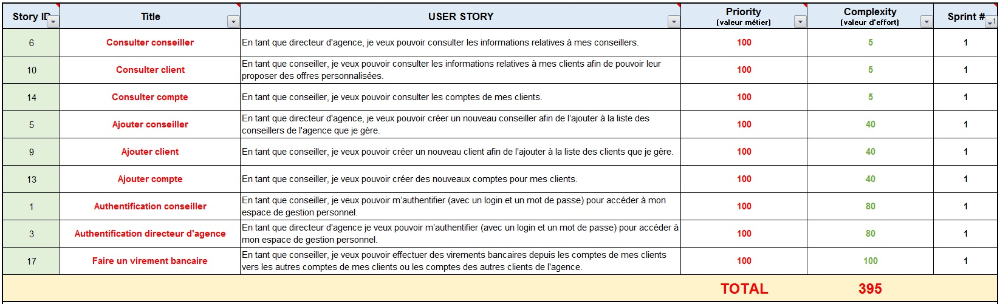 Story ID Title USER STORY Priority Complexity Sprint #
(valeur métier) (valeur d'effort)
6 Consulter conseiller En tant que directeur d'agence, je veux pouvoir consulter les informations relatives à mes conseillers. 100 5 1
10 Consulter client En tant que conseiller, je veux pouvoir consulter les informations relatives à mes clients afin de pouvoir leur
proposer des offres personnalisées. 100 5 1
14 Consulter compte En tant que conseiller, je veux pouvoir consulter les comptes de mes clients. 100 5 1
5 Ajouter conseiller En tant que directeur d'agence, je veux pouvoir créer un nouveau conseiller afin de l’ajouter à la liste des
conseillers de l'agence que je gère. 100 40 1
9 Ajouter client En tant que conseiller, je veux pouvoir créer un nouveau client afin de l’ajouter à la liste des clients que je gère. 100 40 1
13 Ajouter compte En tant que conseiller, je veux pouvoir créer des nouveaux comptes pour mes clients. 100 40 1
1 Authentification conseiller En tant que conseiller, je veux pouvoir m’authentifier (avec un login et un mot de passe) pour accéder à mon
espace de gestion personnel. 100 80 1
3 Authentification directeur d'agence En tant que directeur d'agence je veux pouvoir m’authentifier (avec un login et un mot de passe) pour accéder à
mon espace de gestion personnel. 100 80 1
17 Faire un virement bancaire En tant que conseiller, je veux pouvoir effectuer des virements bancaires depuis les comptes de mes clients
vers les autres comptes de mes clients ou les comptes des autres clients de l'agence. 100 100 1
TOTAL 395